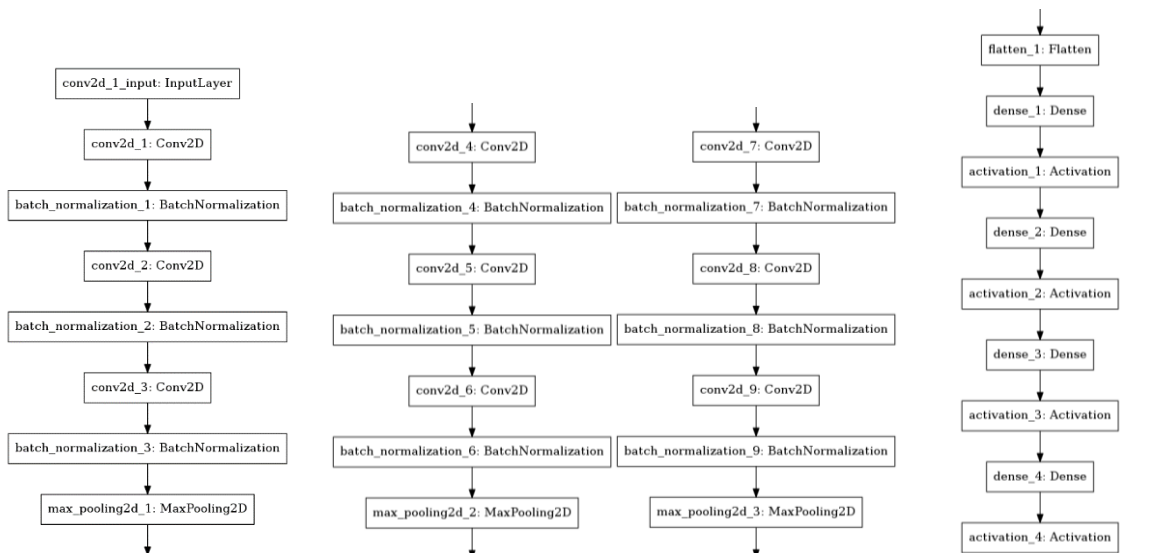 conv2d_1_input: InputLayer
conv2d_1: Conv2D
batch_normalization_1: BatchNormalization
conv2d_2: Conv2D
batch_normalization_2: BatchNormalization
conv2d_3: Conv2D
batch_normalization_3: BatchNormalization
max_pooling2d_1: MaxPooling2D
conv2d_4: Conv2D
batch_normalization_4: BatchNormalization
conv2d_5: Conv2D
batch_normalization_5: BatchNormalization
conv2d_6: Conv2D
batch_normalization_6: BatchNormalization
max_pooling2d_2: MaxPooling2D
conv2d_7: Conv2D
batch_normalization_7: BatchNormalization
conv2d_8: Conv2D
batch_normalization_8: BatchNormalization
conv2d_9: Conv2D
batch_normalization_9: BatchNormalization
max_pooling2d_3: MaxPooling2D
flatten_1: Flatten
dense_1: Dense
activation_1: Activation
dense_2: Dense
activation_2: Activation
dense_3: Dense
activation_3: Activation
dense_4: Dense
activation_4: Activation